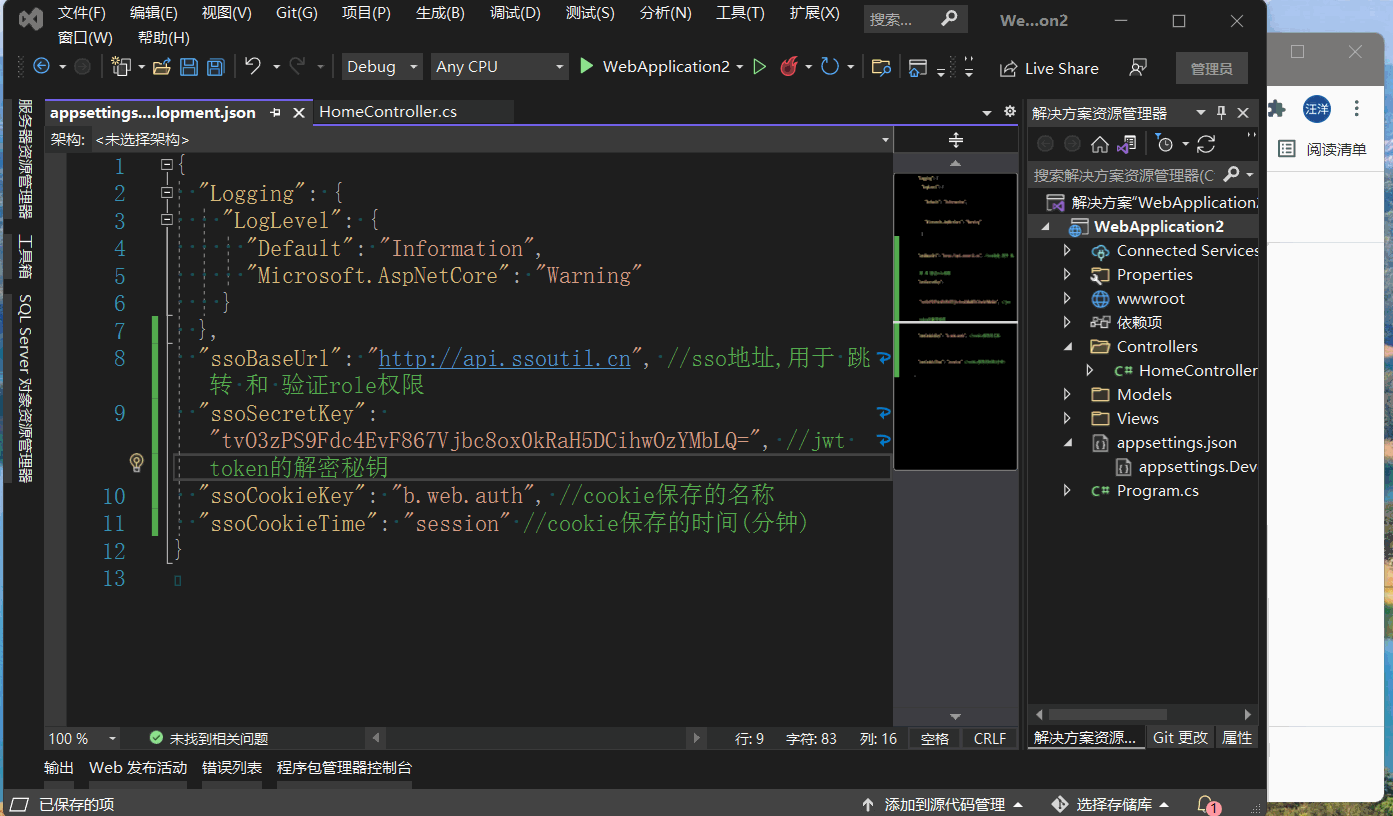 文件(F) 编辑(E) 视图(V) Git(G) 项目(P) 生成(B) 调试(D) 测试(S) 分析(N) 工具(T) 扩展(X) 搜索... We...on2
窗口(W) 帮助(H)
Debug Any CPU WebApplication2 Live Share 管理员
服务器资源管理器
工具箱
SQL Server 对象资源管理器
appsettings....lopment.json HomeController.cs
架构: <未选择架构>
1 {
2 "Logging": {
3 "LogLevel": {
4 "Default": "Information",
5 "Microsoft.AspNetCore": "Warning"
6 }
7 },
8 "ssoBaseUrl": "http://api.ssoutil.cn", //sso地址,用于 跳
转 和 验证role权限
9 "ssoSecretKey":
"tvO3zPS9Fdc4EvF867Vjbc8ox0kRaH5DCihwOzYMbLQ=", //jwt
token的解密秘钥
10 "ssoCookieKey": "b.web.auth", //cookie保存的名称
11 "ssoCookieTime": "session" //cookie保存的时间(分钟)
12 }
13
解决方案资源管理器
搜索解决方案资源管理器(C
解决方案"WebApplication2
WebApplication2
Connected Services
Properties
wwwroot
依赖项
Controllers
C# HomeController
Models
Views
appsettings.json
appsettings.Dev
C# Program.cs
解决方案资源... Git 更改 属性
汪洋
阅读清单
100 % 未找到相关问题 行: 9 字符: 83 列: 16 空格 CRLF
输出 Web 发布活动 错误列表 程序包管理器控制台
已保存的项 添加到源代码管理 选择存储库 1